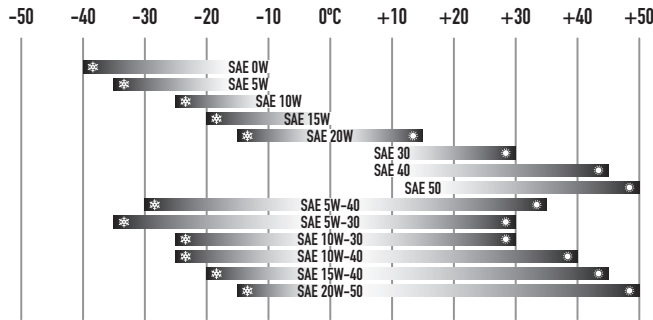 -50 -40 -30 -20 -10 0°C +10 +20 +30 +40 +50
SAE 0W
SAE 5W
SAE 10W
SAE 15W
SAE 20W
SAE 30
SAE 40
SAE 50
SAE 5W-40
SAE 5W-30
SAE 10W-30
SAE 10W-40
SAE 15W-40
SAE 20W-50